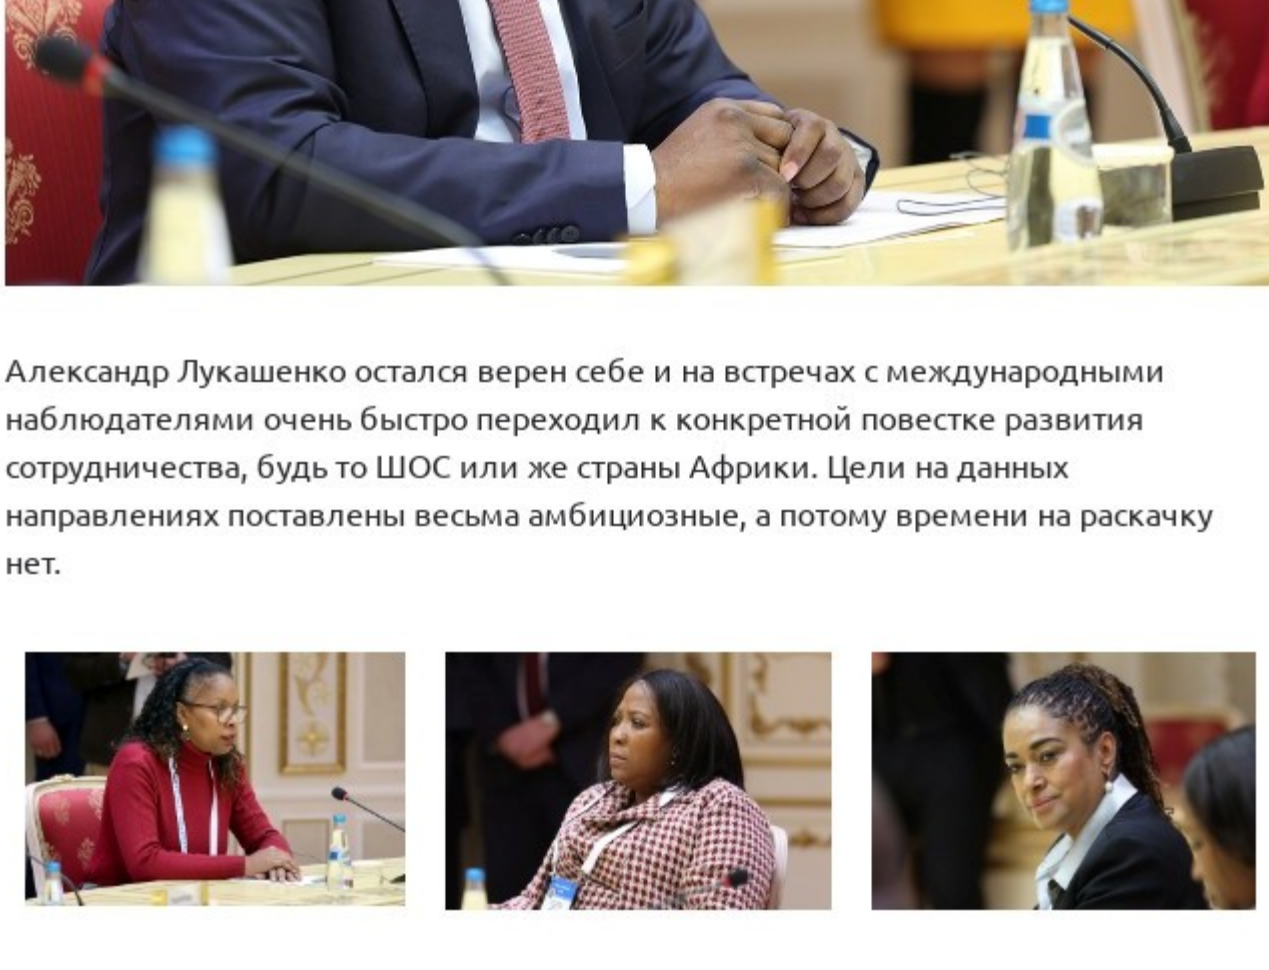 Александр Лукашенко остался верен себе и на встречах с международными
наблюдателями очень быстро переходил к конкретной повестке развития
сотрудничества, будь то ШОС или же страны Африки. Цели на данных
направлениях поставлены весьма амбициозные, а потому времени на раскачку
нет.